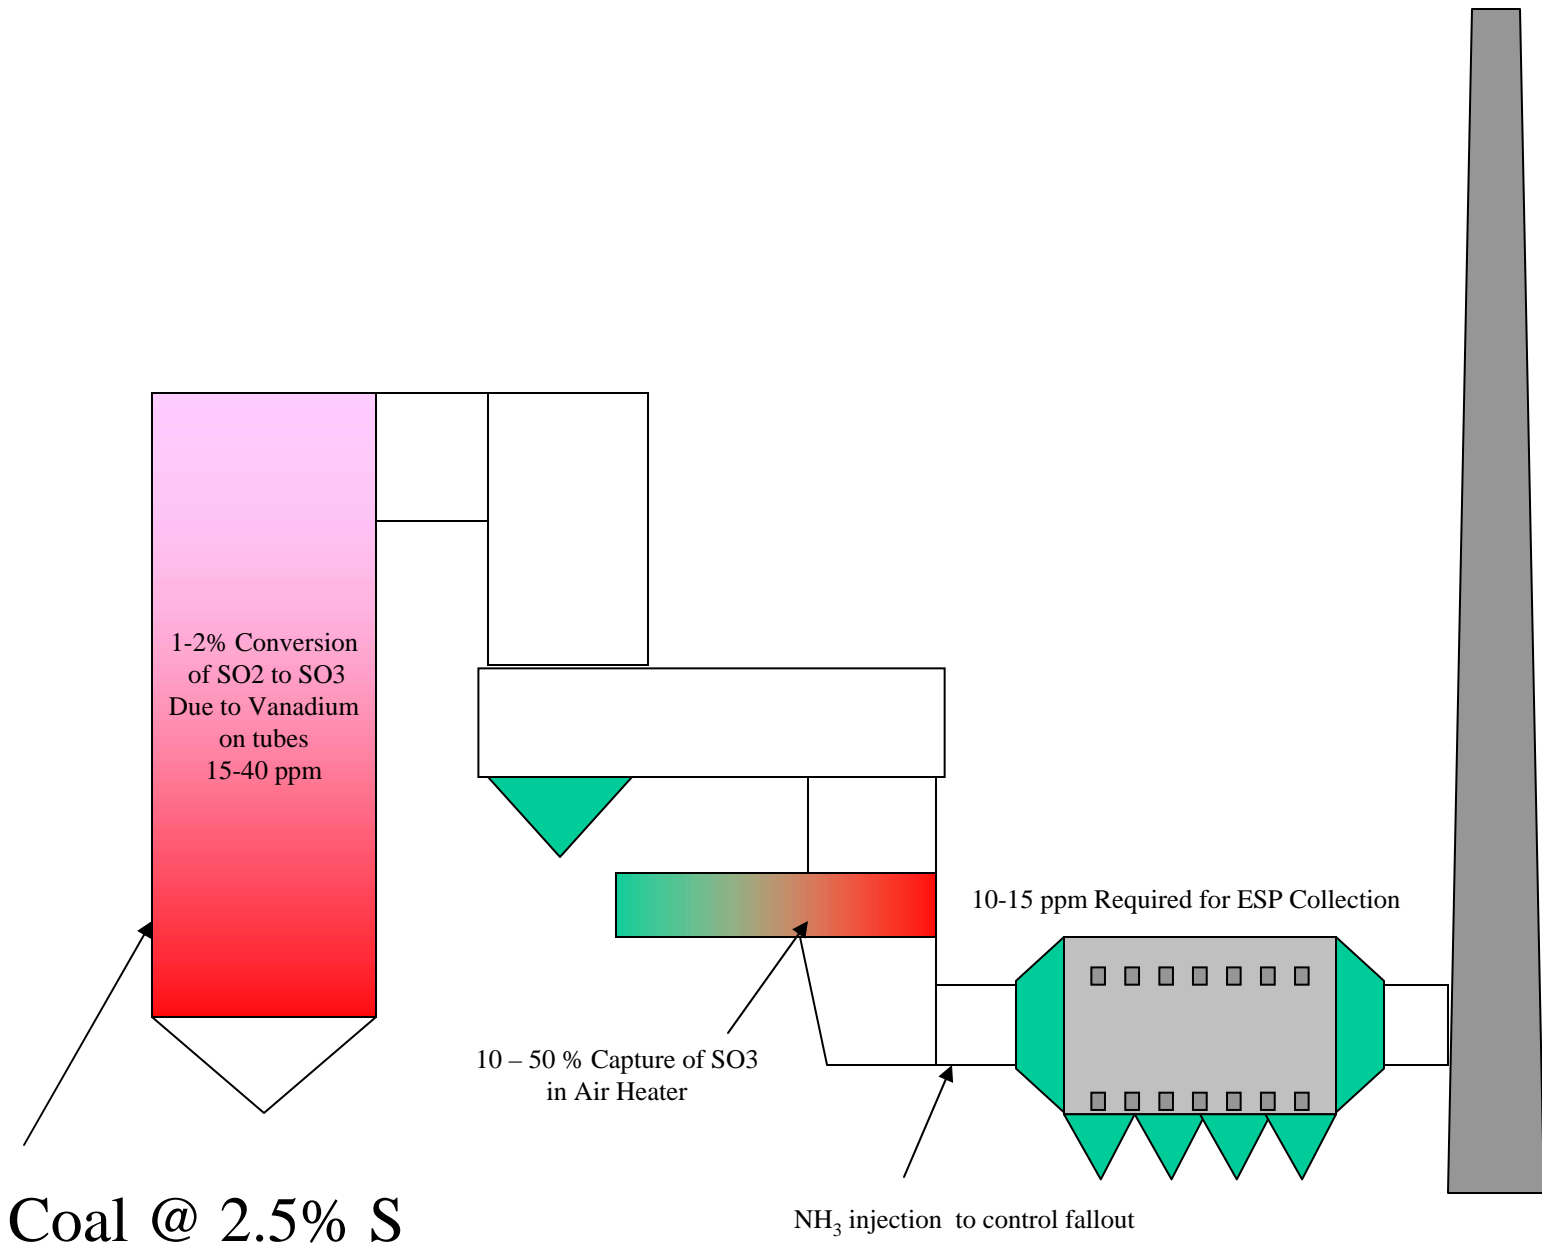 1-2% Conversion
of SO2 to SO3
Due to Vanadium
on tubes
15-40 ppm
10-15 ppm Required for ESP Collection
10 – 50 % Capture of SO3
in Air Heater
Coal @ 2.5% S
NH3 injection to control fallout